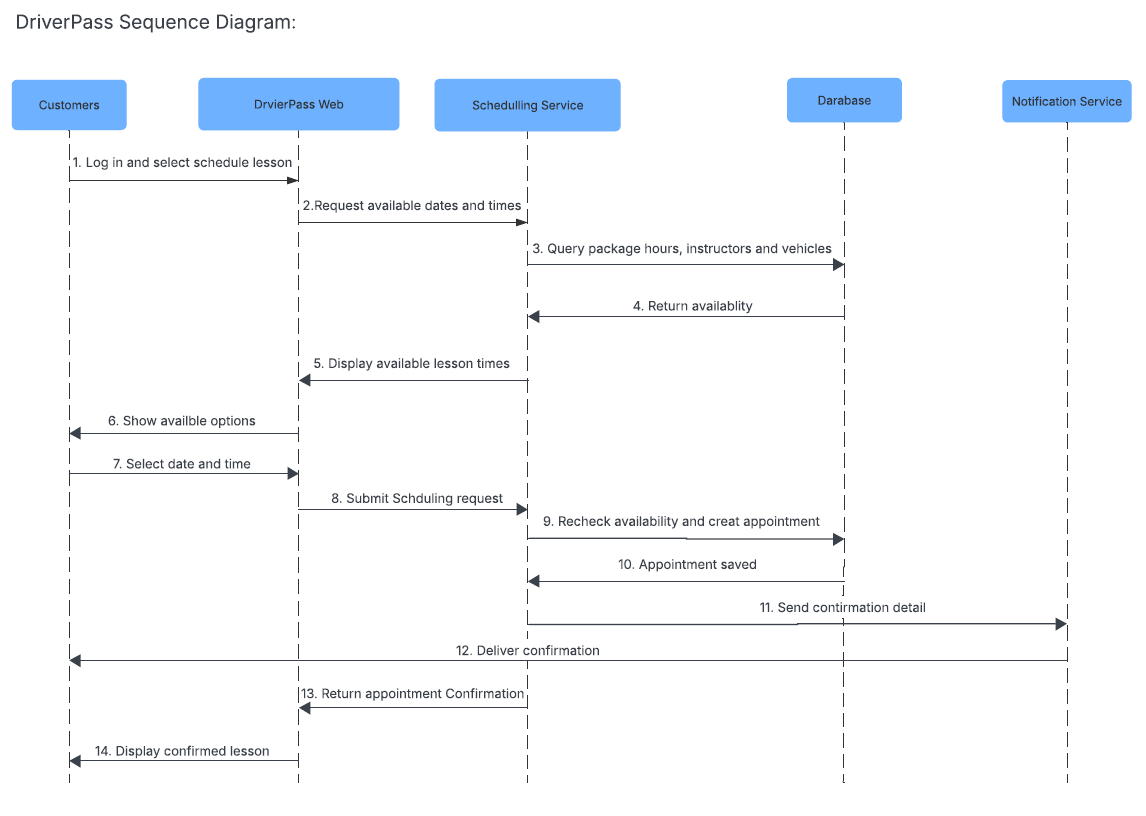 DriverPass Sequence Diagram:
Customers
DrvierPass Web
Schedulling Service
Darabase
Notification Service
1. Log in and select schedule lesson
2.Request available dates and times
3. Query package hours, instructors and vehicles
4. Return availablity
5. Display available lesson times
6. Show availble options
7. Select date and time
8. Submit Schduling request
9. Recheck availability and creat appointment
10. Appointment saved
11. Send contirmation detail
12. Deliver confirmation
13. Return appointment Confirmation
14. Display confirmed lesson